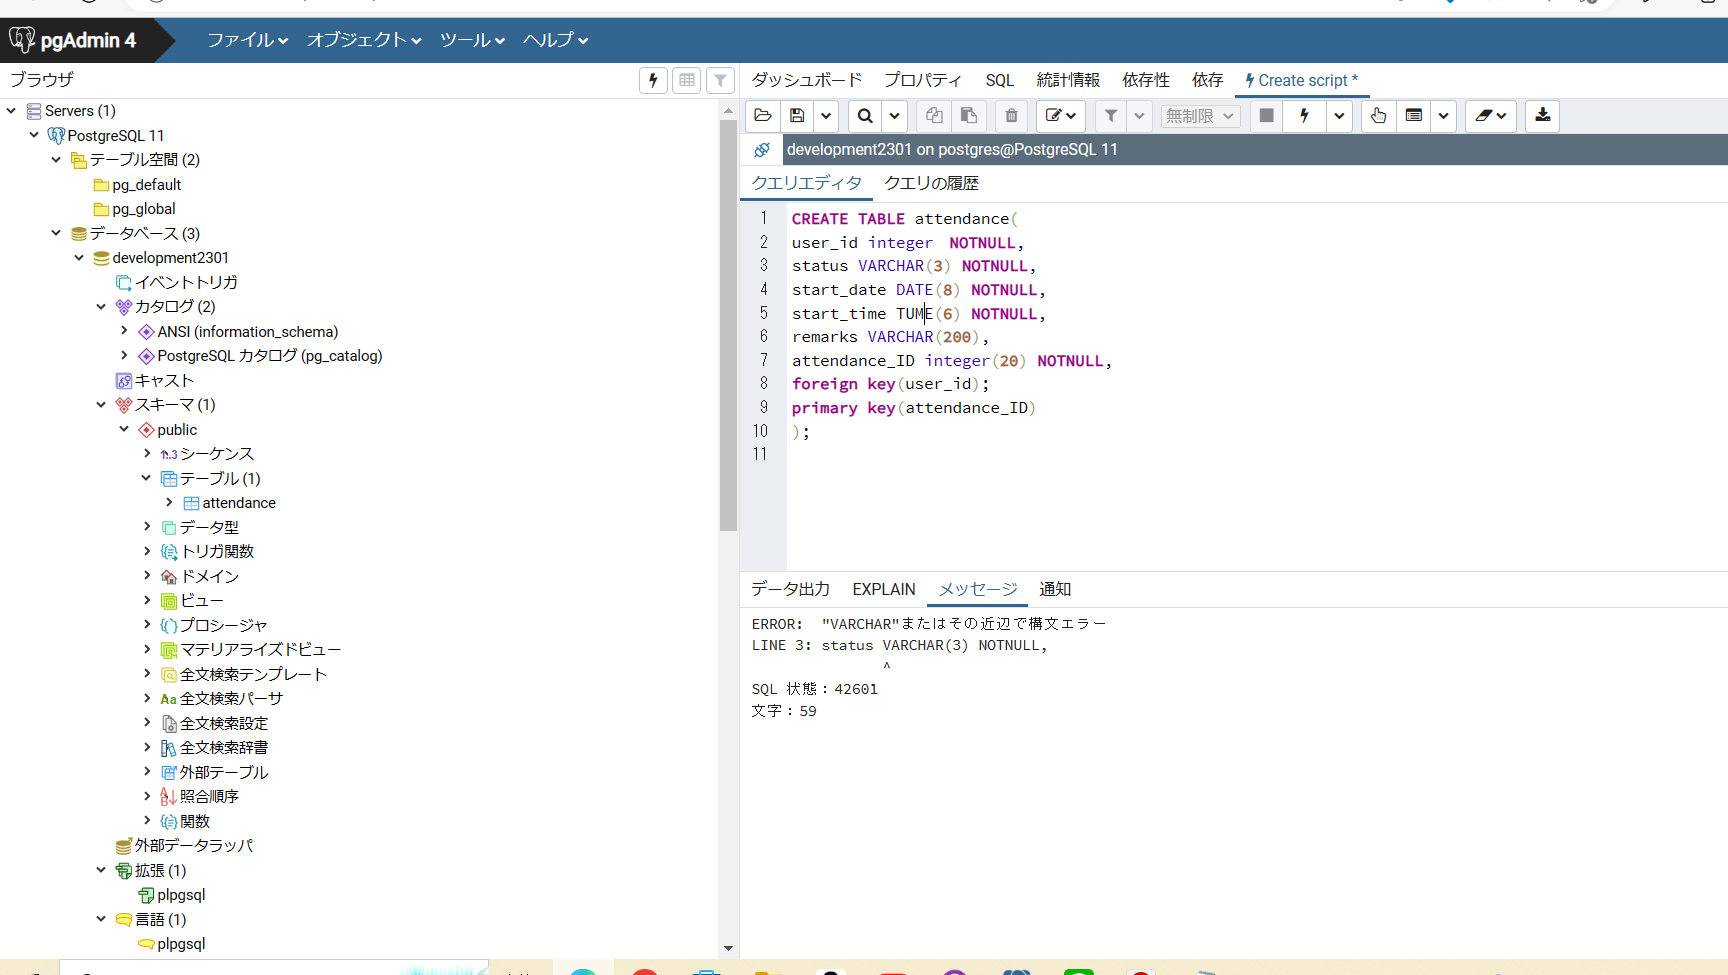 pgAdmin 4
ファイル オブジェクト ツール ヘルプ
ブラウザ
Servers (1)
PostgreSQL 11
テーブル空間 (2)
pg_default
pg_global
データベース (3)
development2301
イベントトリガ
カタログ (2)
ANSI (information_schema)
PostgreSQL カタログ (pg_catalog)
キャスト
スキーマ (1)
public
1..3 シーケンス
テーブル (1)
attendance
データ型
トリガ関数
ドメイン
ビュー
プロシージャ
マテリアライズドビュー
全文検索テンプレート
Aa 全文検索パーサ
全文検索設定
全文検索辞書
外部テーブル
照合順序
関数
外部データラッパ
拡張 (1)
plpgsql
言語 (1)
plpgsql
ダッシュボード プロパティ SQL 統計情報 依存性 依存 Create script *
無制限
development2301 on postgres@PostgreSQL 11
クエリエディタ クエリの履歴
1 CREATE TABLE attendance(
2 user_id integer NOTNULL,
3 status VARCHAR(3) NOTNULL,
4 start_date DATE(8) NOTNULL,
5 start_time TUME(6) NOTNULL,
6 remarks VARCHAR(200),
7 attendance_ID integer(20) NOTNULL,
8 foreign key(user_id);
9 primary key(attendance_ID)
10 );
11
データ出力 EXPLAIN メッセージ 通知
ERROR: "VARCHAR"またはその近辺で構文エラー
LINE 3: status VARCHAR(3) NOTNULL,
^
SQL 状態：42601
文字：59